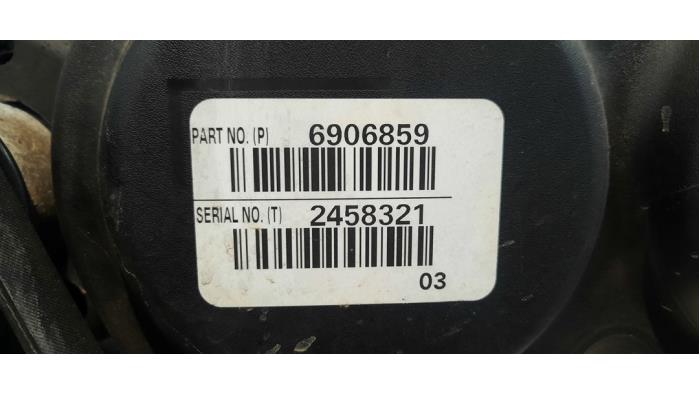 PART NO. (P) 6906859
SERIAL NO. (T) 2458321
03